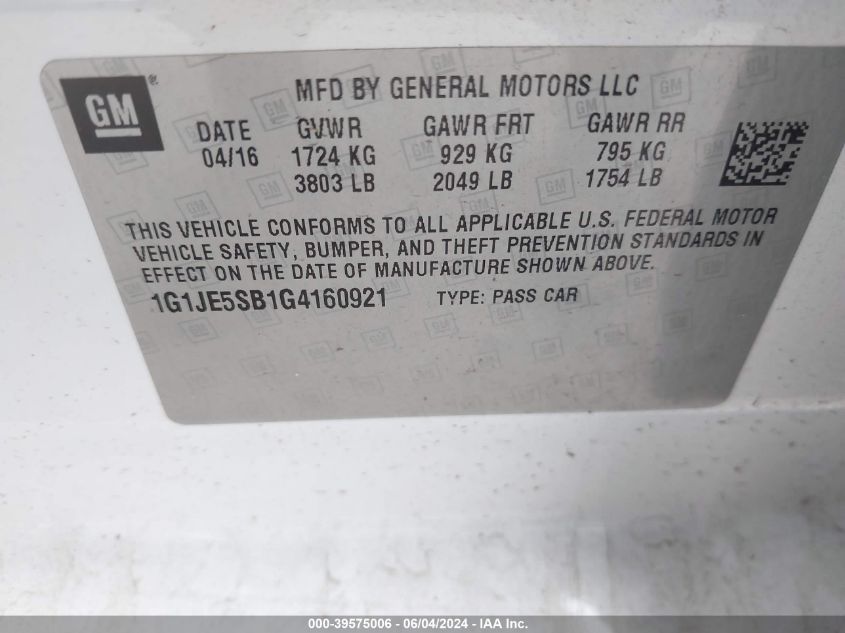 GM ®
MFD BY GENERAL MOTORS LLC
DATE GVWR GAWR FRT GAWR RR
04/16 1724 KG 929 KG 795 KG
3803 LB 2049 LB 1754 LB
THIS VEHICLE CONFORMS TO ALL APPLICABLE U.S. FEDERAL MOTOR
VEHICLE SAFETY, BUMPER, AND THEFT PREVENTION STANDARDS IN
EFFECT ON THE DATE OF MANUFACTURE SHOWN ABOVE.
1G1JE5SB1G4160921 TYPE: PASS CAR
000-39575006 - 06/04/2024 - IAA Inc.